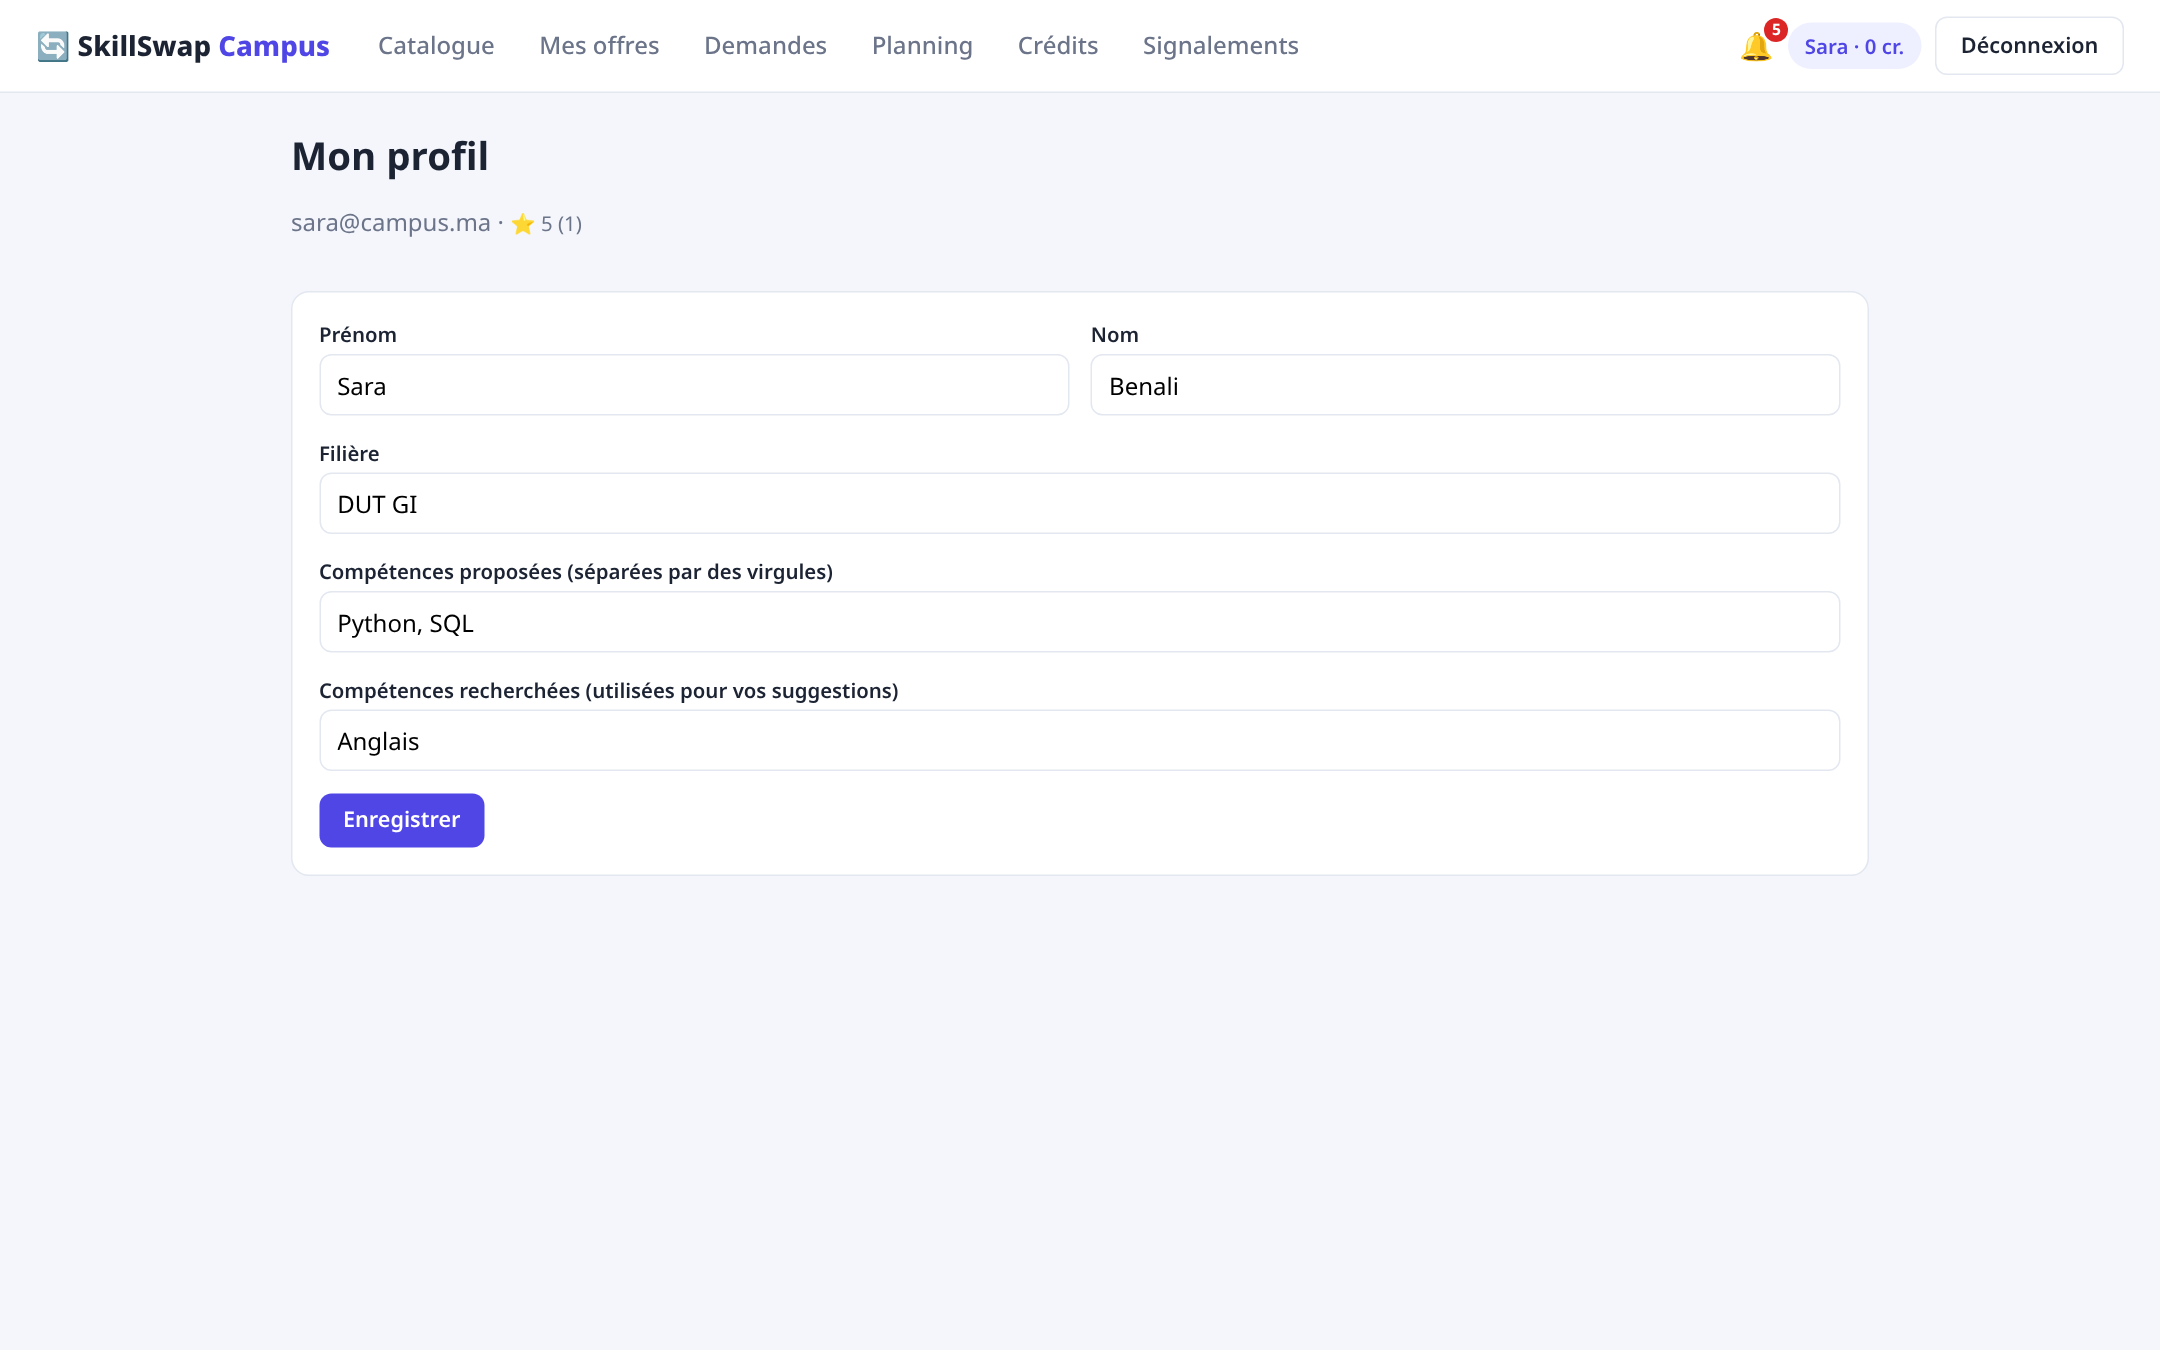 SkillSwap Campus Catalogue Mes offres Demandes Planning Crédits Signalements 5 Sara · 0 cr. Déconnexion
Mon profil
sara@campus.ma · ⭐ 5 (1)
Prénom Nom
Sara Benali
Filière
DUT GI
Compétences proposées (séparées par des virgules)
Python, SQL
Compétences recherchées (utilisées pour vos suggestions)
Anglais
Enregistrer